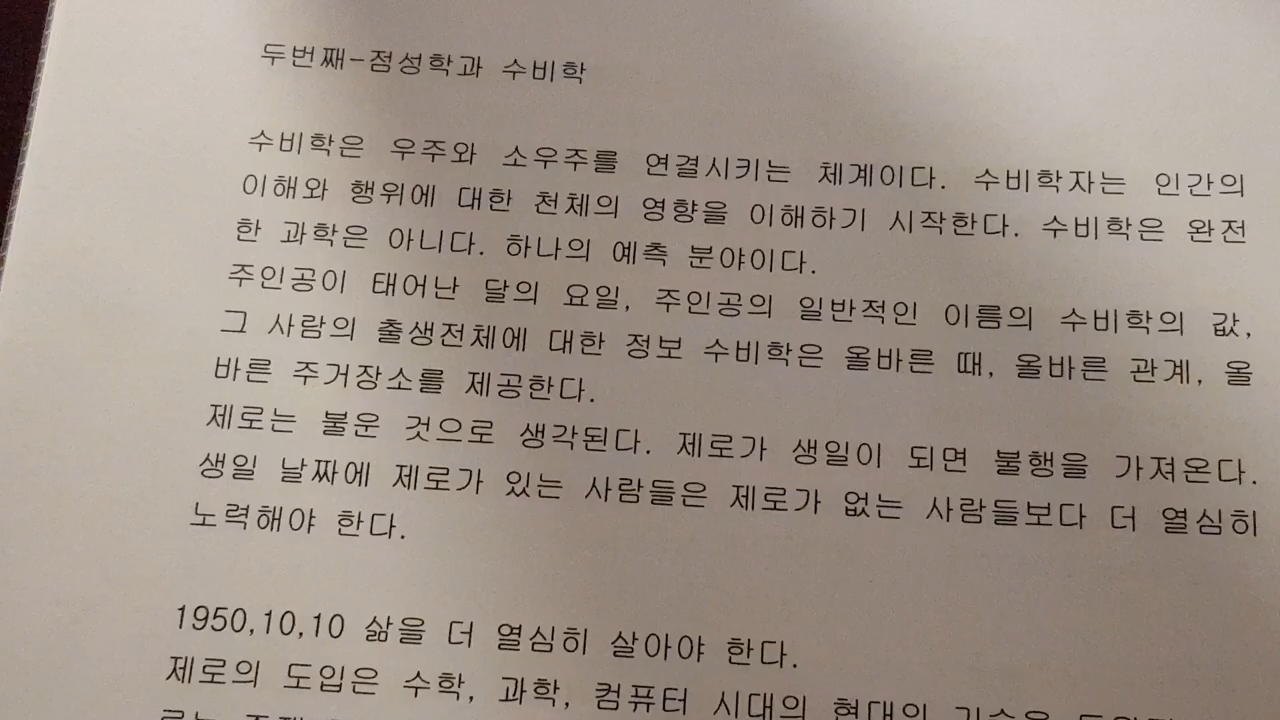 두번째-점성학과 수비학
수비학은 우주와 소우주를 연결시키는 체계이다. 수비학자는 인간의
이해와 행위에 대한 천체의 영향을 이해하기 시작한다. 수비학은 완전
한 과학은 아니다. 하나의 예측 분야이다.
주인공이 태어난 달의 요일, 주인공의 일반적인 이름의 수비학의 값,
그 사람의 출생전체에 대한 정보 수비학은 올바른 때, 올바른 관계, 올
바른 주거장소를 제공한다.
제로는 불운 것으로 생각된다. 제로가 생일이 되면 불행을 가져온다.
생일 날짜에 제로가 있는 사람들은 제로가 없는 사람들보다 더 열심히
노력해야 한다.
1950,10,10 삶을 더 열심히 살아야 한다.
제로의 도입은 수학, 과학, 컴퓨터 시대의 현대의